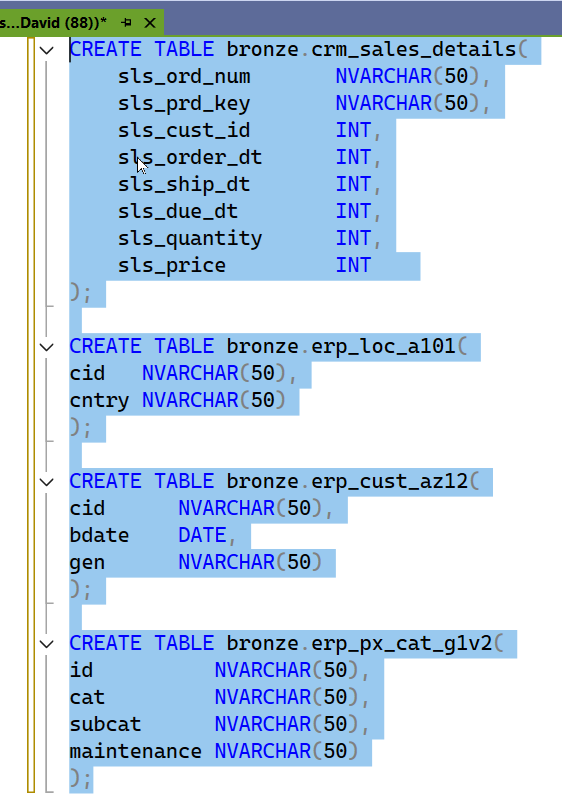 s...David (88))*
CREATE TABLE bronze.crm_sales_details(
    sls_ord_num       NVARCHAR(50),
    sls_prd_key       NVARCHAR(50),
    sls_cust_id       INT,
    sls_order_dt      INT,
    sls_ship_dt       INT,
    sls_due_dt        INT,
    sls_quantity      INT,
    sls_price         INT
);
CREATE TABLE bronze.erp_loc_a101(
cid   NVARCHAR(50),
cntry NVARCHAR(50)
);
CREATE TABLE bronze.erp_cust_az12(
cid      NVARCHAR(50),
bdate    DATE,
gen      NVARCHAR(50)
);
CREATE TABLE bronze.erp_px_cat_g1v2(
id          NVARCHAR(50),
cat         NVARCHAR(50),
subcat      NVARCHAR(50),
maintenance NVARCHAR(50)
);